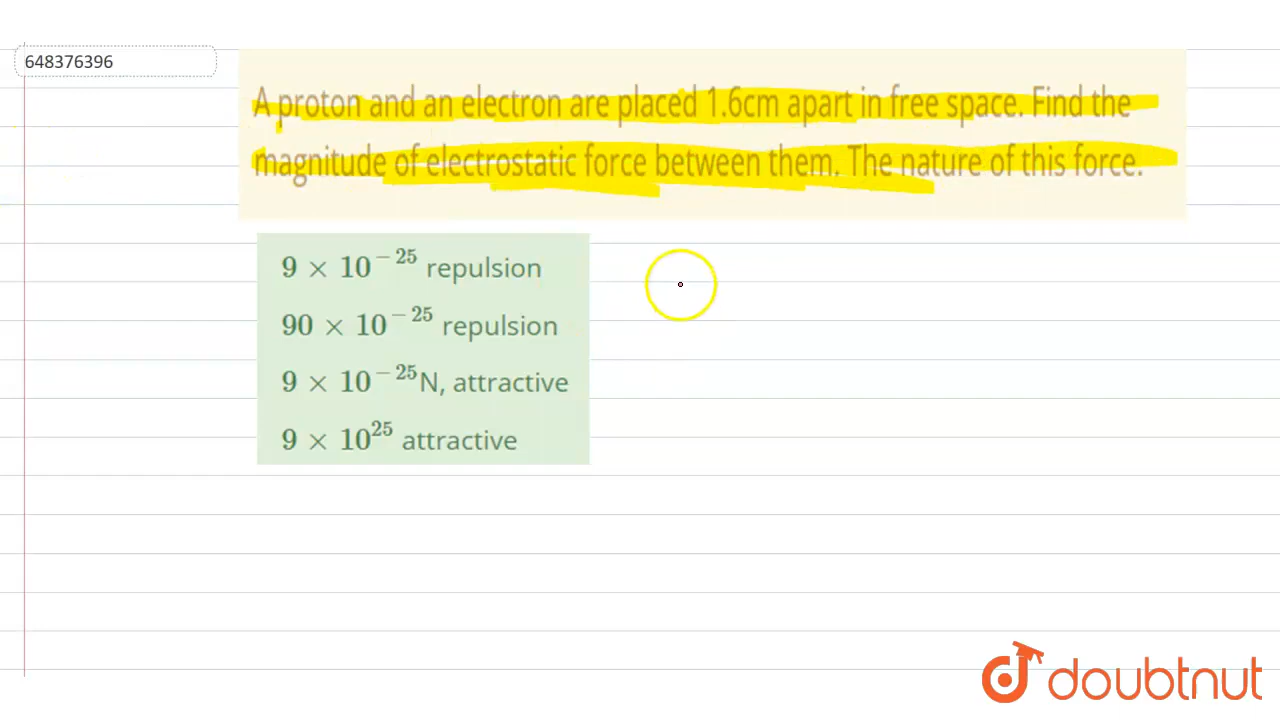 648376396
A proton and an electron are placed 1.6cm apart in free space. Find the
magnitude of electrostatic force between them. The nature of this force.
9 × 10⁻²⁵ repulsion
90 × 10⁻²⁵ repulsion
9 × 10⁻²⁵N, attractive
9 × 10²⁵ attractive
doubtnut